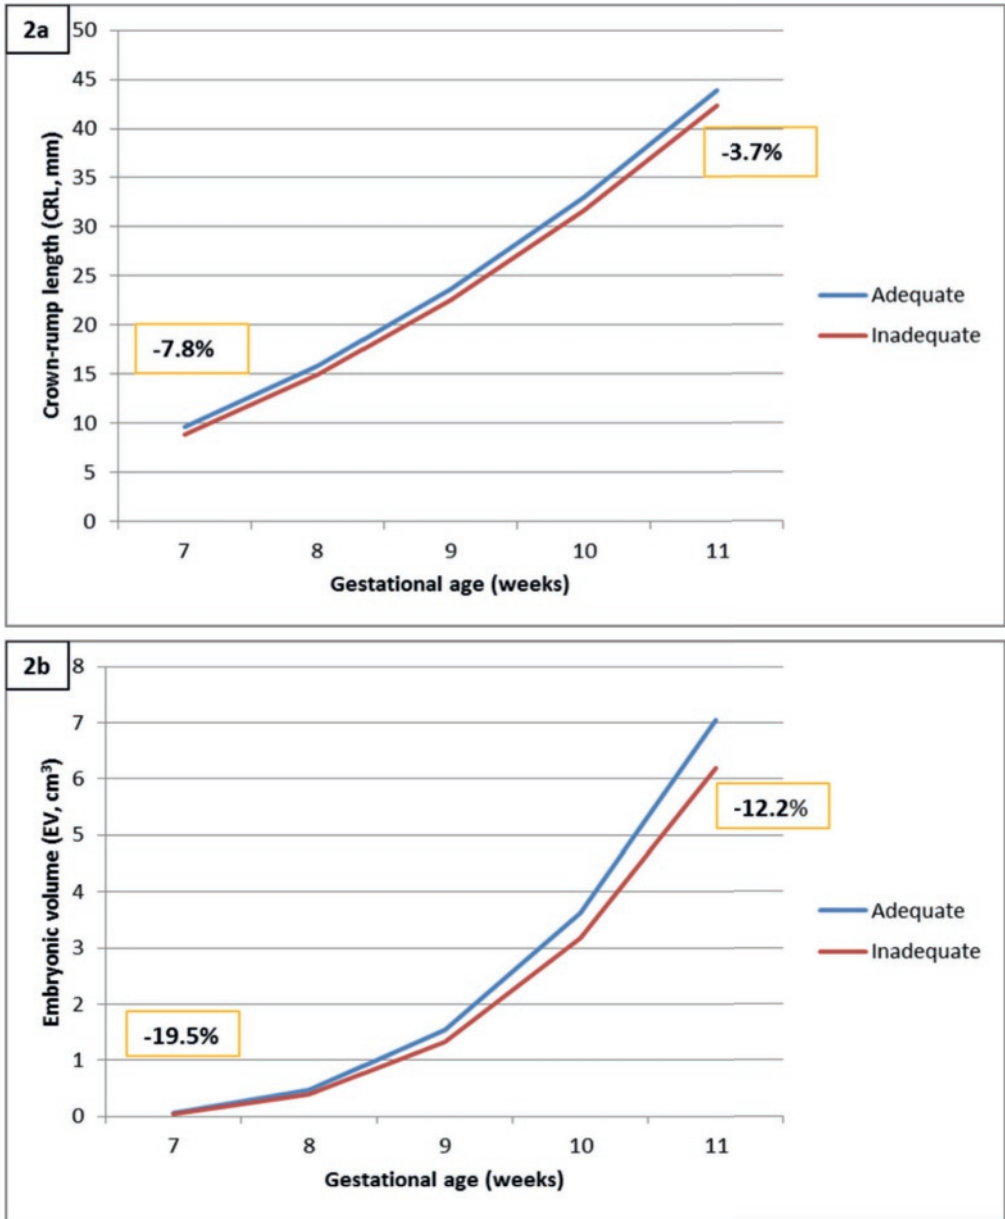 2a
50
45
40
35
30
25
20
15
10
5
0
Crown-rump length (CRL, mm)
-7.8%
-3.7%
Adequate
Inadequate
7 8 9 10 11
Gestational age (weeks)
2b
8
7
6
5
4
3
2
1
0
Embryonic volume (EV, cm³)
-19.5%
-12.2%
Adequate
Inadequate
7 8 9 10 11
Gestational age (weeks)